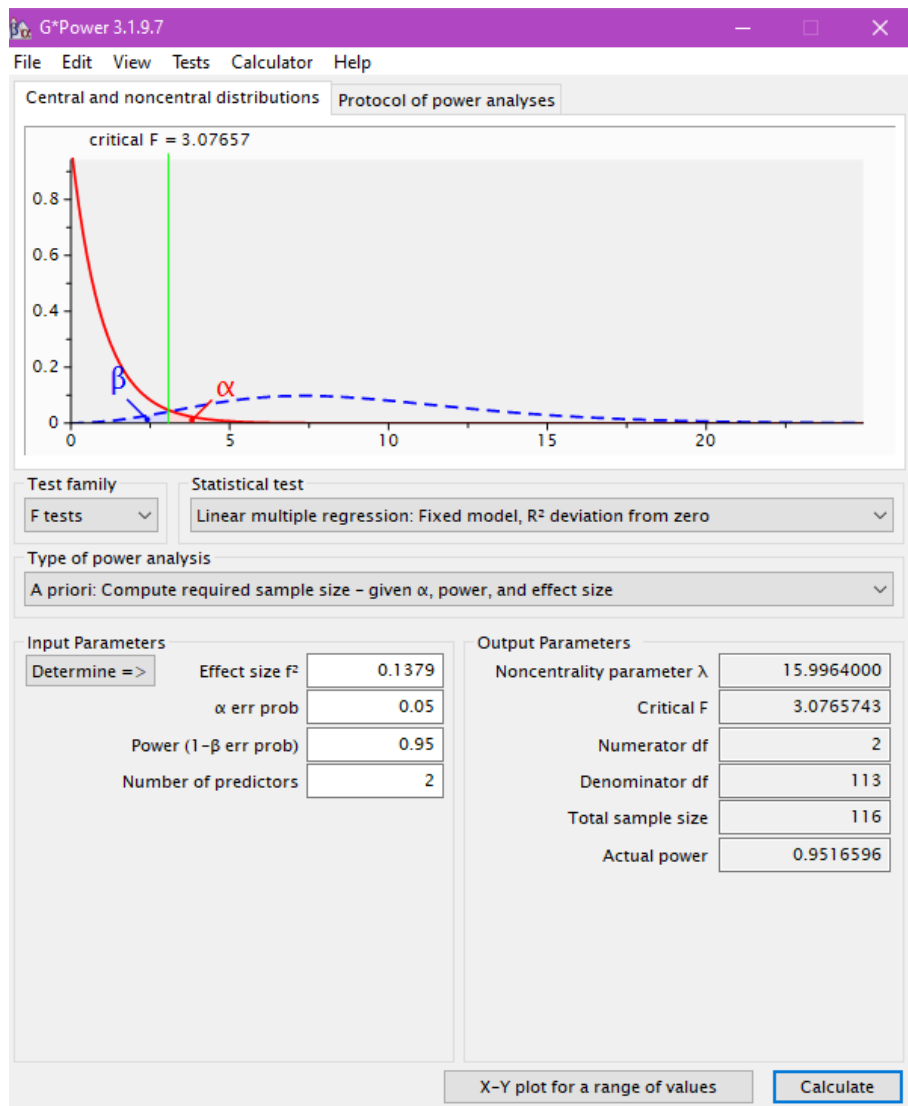 G*Power 3.1.9.7
File Edit View Tests Calculator Help
Central and noncentral distributions Protocol of power analyses
critical F = 3.07657
0.8
0.6
0.4
0.2
β α
0
0 5 10 15 20
Test family Statistical test
F tests Linear multiple regression: Fixed model, R² deviation from zero
Type of power analysis
A priori: Compute required sample size – given α, power, and effect size
Input Parameters
Determine => Effect size f² 0.1379
α err prob 0.05
Power (1–β err prob) 0.95
Number of predictors 2
Output Parameters
Noncentrality parameter λ 15.9964000
Critical F 3.0765743
Numerator df 2
Denominator df 113
Total sample size 116
Actual power 0.9516596
X–Y plot for a range of values Calculate